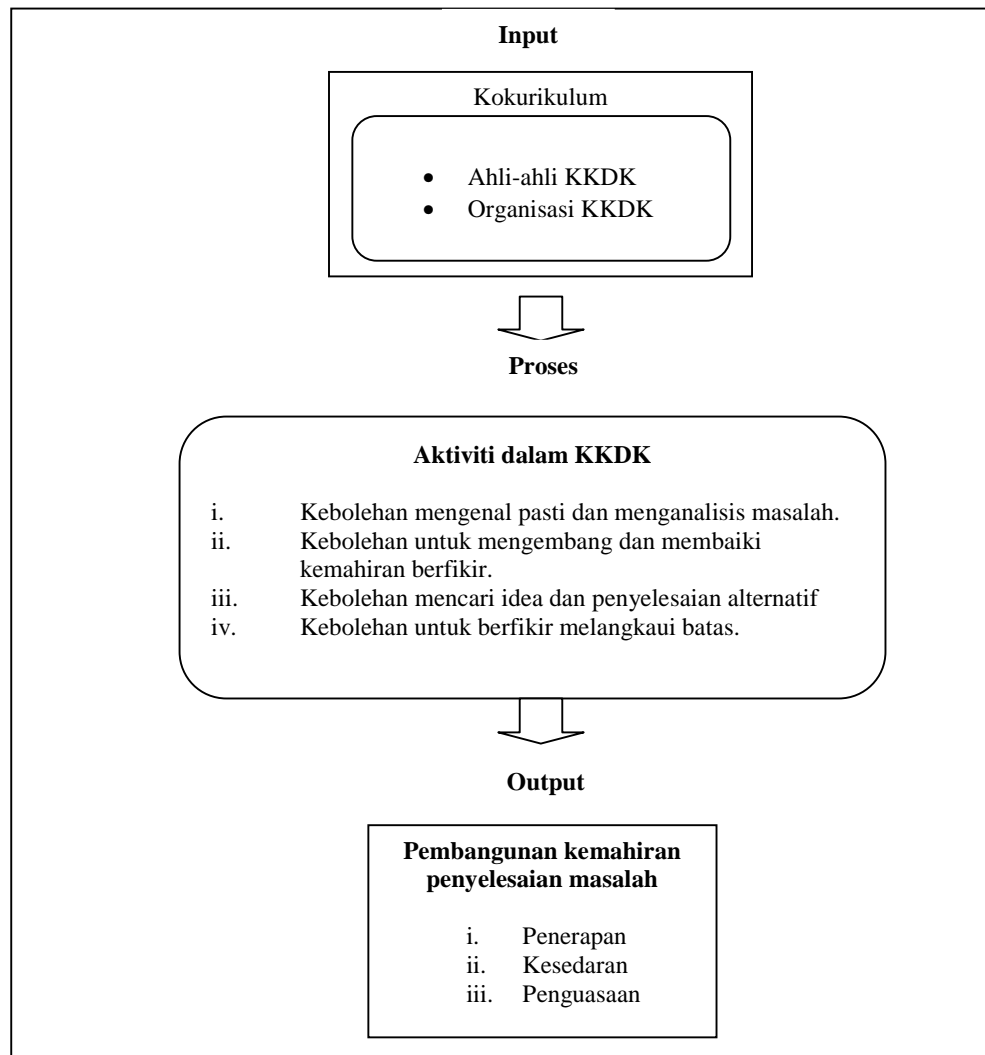 Input
Kokurikulum
• Ahli-ahli KKDK
• Organisasi KKDK
Proses
Aktiviti dalam KKDK
i. Kebolehan mengenal pasti dan menganalisis masalah.
ii. Kebolehan untuk mengembang dan membaiki
kemahiran berfikir.
iii. Kebolehan mencari idea dan penyelesaian alternatif
iv. Kebolehan untuk berfikir melangkaui batas.
Output
Pembangunan kemahiran
penyelesaian masalah
i. Penerapan
ii. Kesedaran
iii. Penguasaan